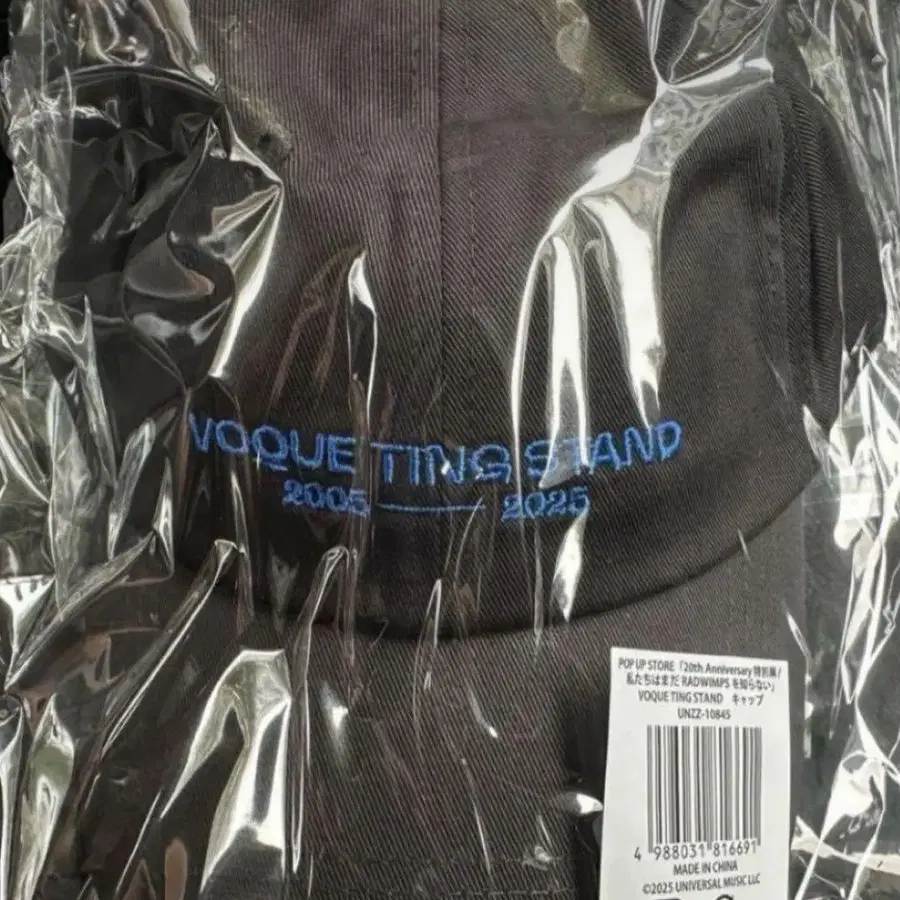 VOQUE TING STAND
2005 2025
POP UP STORE「20th Anniversary 特別展/
私たちはまだ RADWIMPS を知らない」
VOQUE TING STAND キャップ
UNZZ-10845
4 988031 816691
MADE IN CHINA
©2025 UNIVERSAL MUSIC LLC